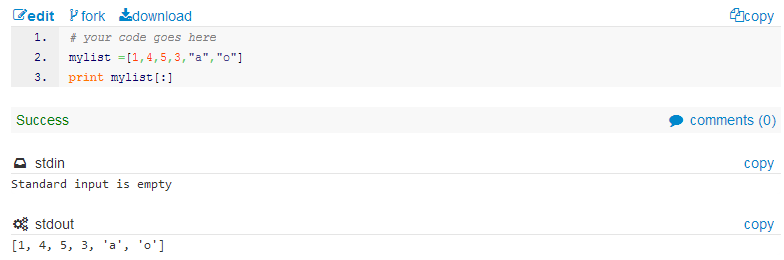 edit fork download copy
1. # your code goes here
2. mylist =[1,4,5,3,"a","o"]
3. print mylist[:]
Success comments (0)
stdin copy
Standard input is empty
stdout copy
[1, 4, 5, 3, 'a', 'o']